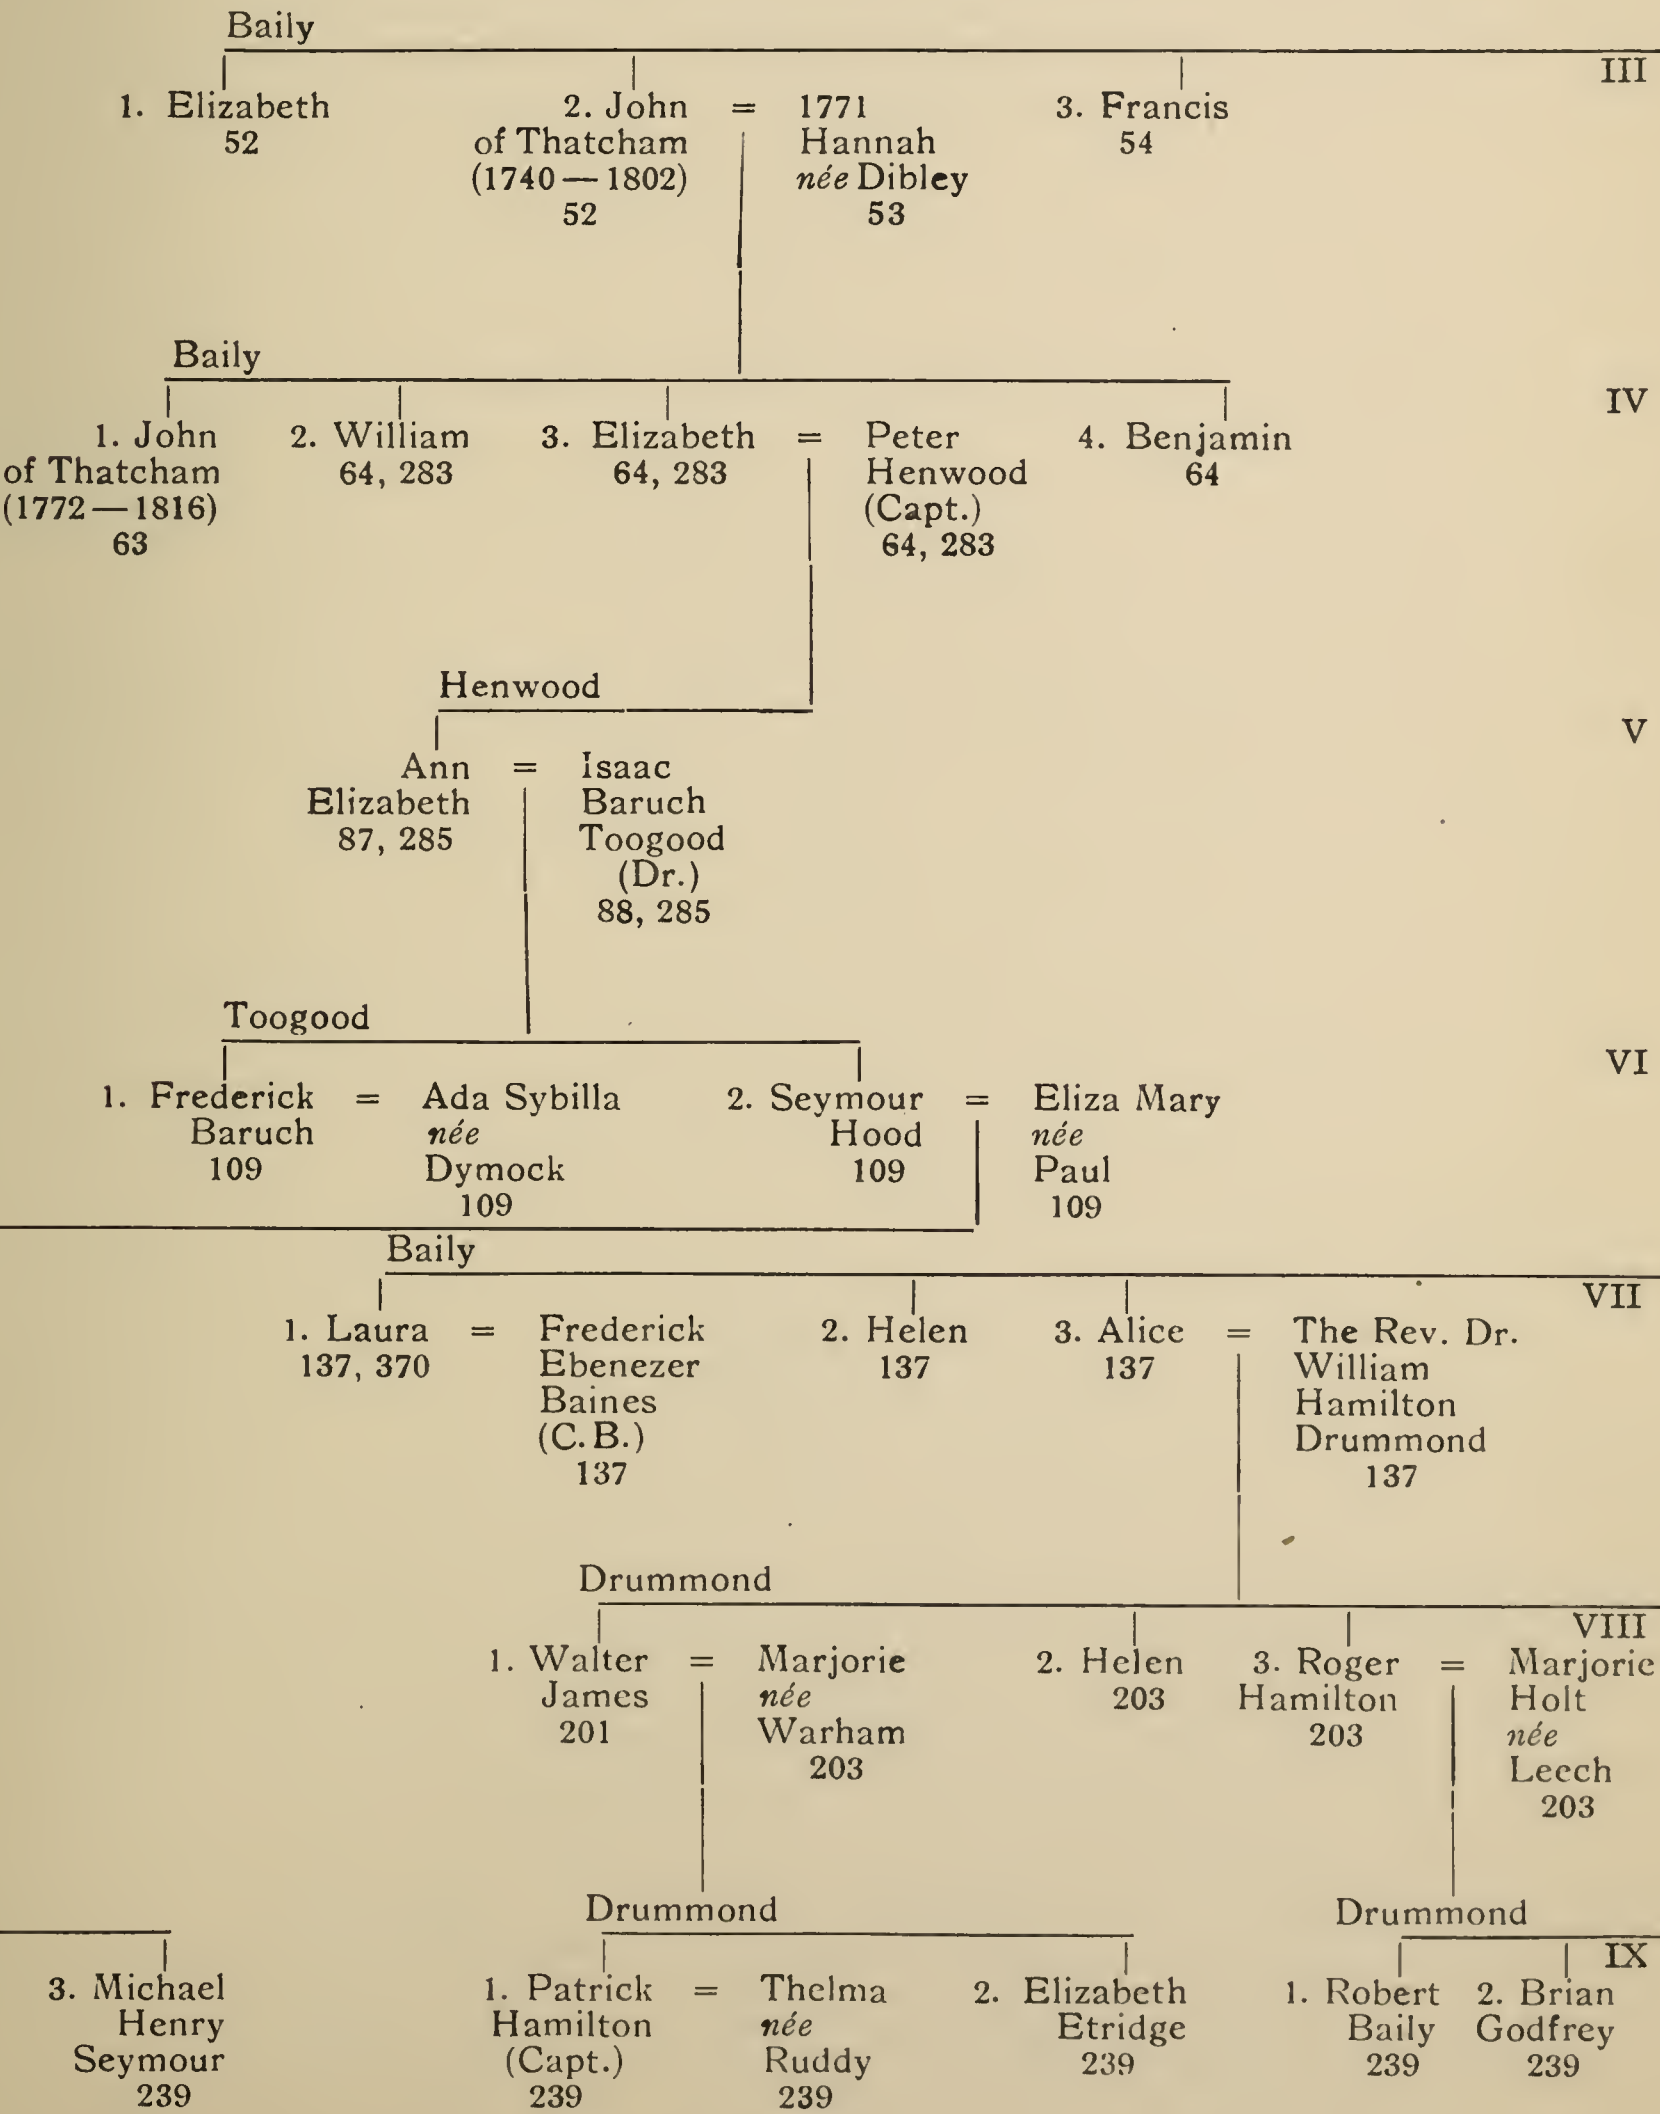 Baily
III
1. Elizabeth
52
2. John
of Thatcham
(1740 — 1802)
52
=
1771
Hannah
née Dibley
53
3. Francis
54
Baily
IV
1. John
of Thatcham
(1772 — 1816)
63
2. William
64, 283
3. Elizabeth
64, 283
=
Peter
Henwood
(Capt.)
64, 283
4. Benjamin
64
Henwood
V
Ann
Elizabeth
87, 285
=
Isaac
Baruch
Toogood
(Dr.)
88, 285
Toogood
VI
1. Frederick
Baruch
109
=
Ada Sybilla
née
Dymock
109
2. Seymour
Hood
109
=
Eliza Mary
née
Paul
109
Baily
VII
1. Laura
137, 370
=
Frederick
Ebenezer
Baines
(C. B.)
137
2. Helen
137
3. Alice
137
=
The Rev. Dr.
William
Hamilton
Drummond
137
Drummond
VIII
1. Walter
James
201
=
Marjorie
née
Warham
203
2. Helen
203
3. Roger
Hamilton
203
=
Marjorie
Holt
née
Leech
203
Drummond
Drummond
IX
3. Michael
Henry
Seymour
239
1. Patrick
Hamilton
(Capt.)
239
=
Thelma
née
Ruddy
239
2. Elizabeth
Etridge
239
1. Robert
Baily
239
2. Brian
Godfrey
239